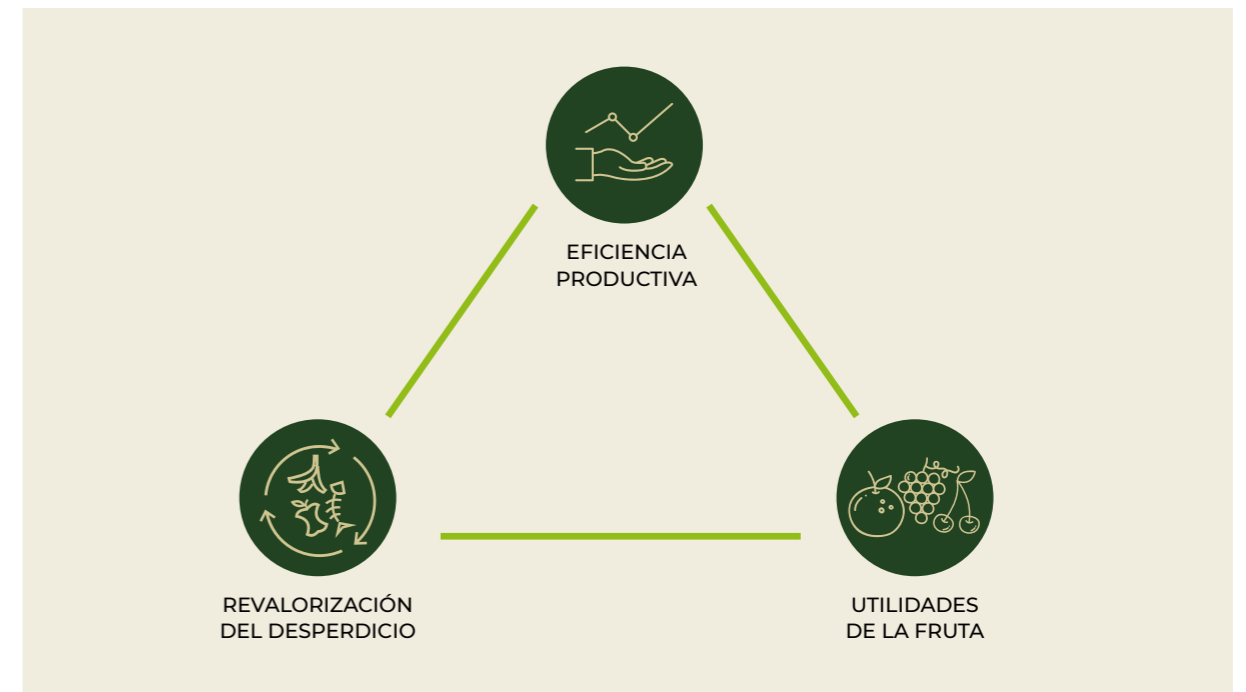 EFICIENCIA
PRODUCTIVA
REVALORIZACIÓN
DEL DESPERDICIO
UTILIDADES
DE LA FRUTA